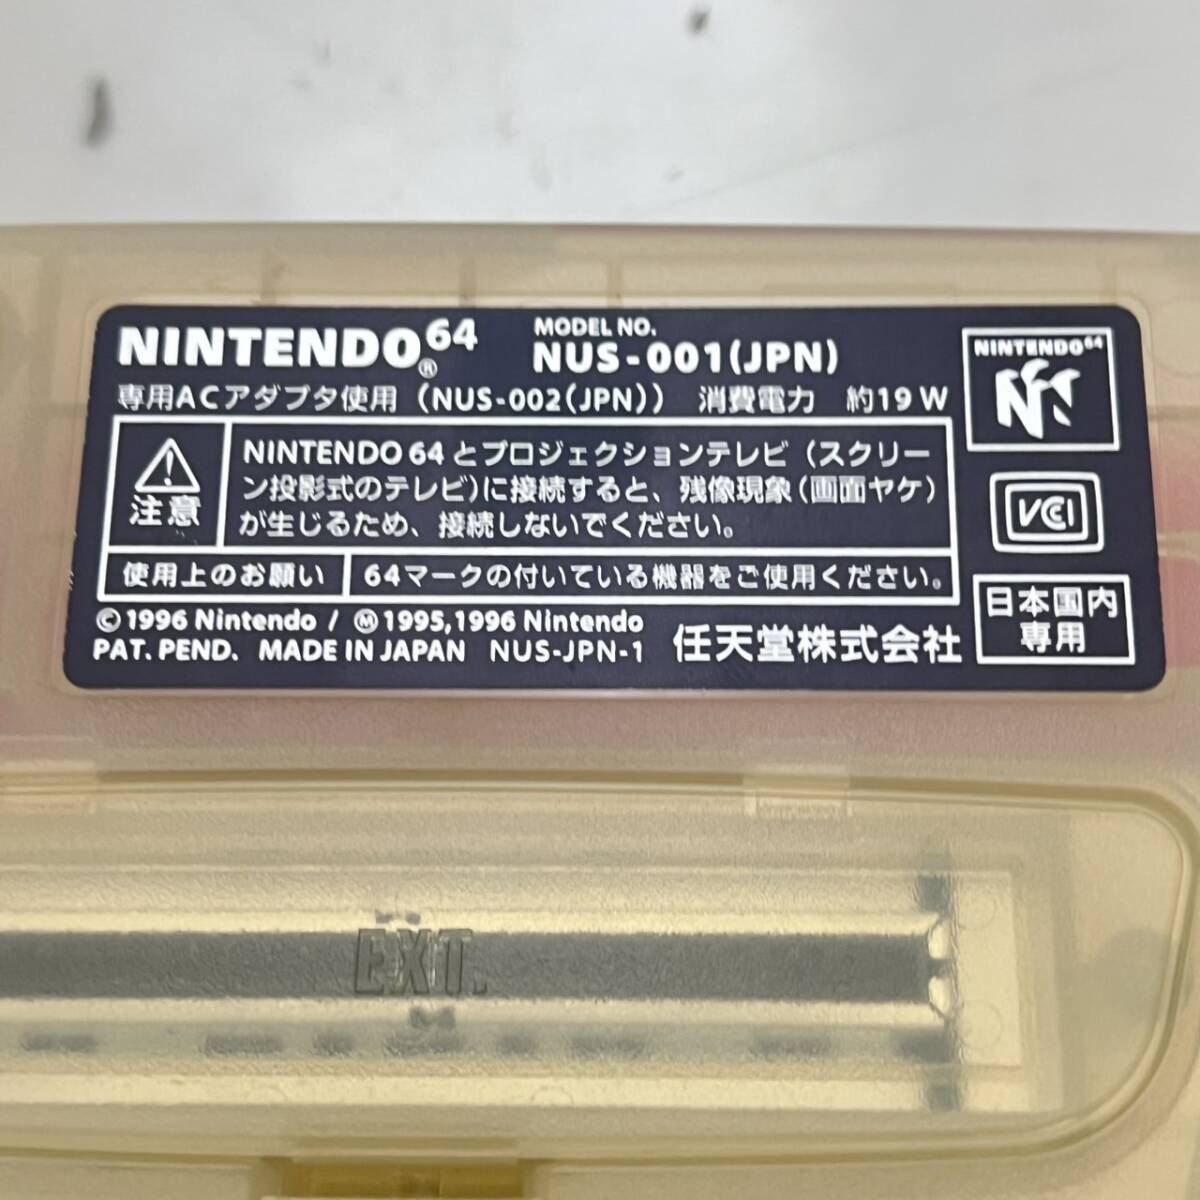 NINTENDO®64
MODEL NO.
NUS-001(JPN)
専用ACアダプタ使用（NUS-002(JPN)） 消費電力 約19W
NINTENDO64
注意
NINTENDO 64とプロジェクションテレビ（スクリー
ン投影式のテレビ)に接続すると、残像現象(画面ヤケ)
が生じるため、接続しないでください。
VCCI
使用上のお願い
64マークの付いている機器をご使用ください。
日本国内
専用
©1996 Nintendo / Ⓜ1995,1996 Nintendo
PAT. PEND. MADE IN JAPAN NUS-JPN-1
任天堂株式会社
EXT.